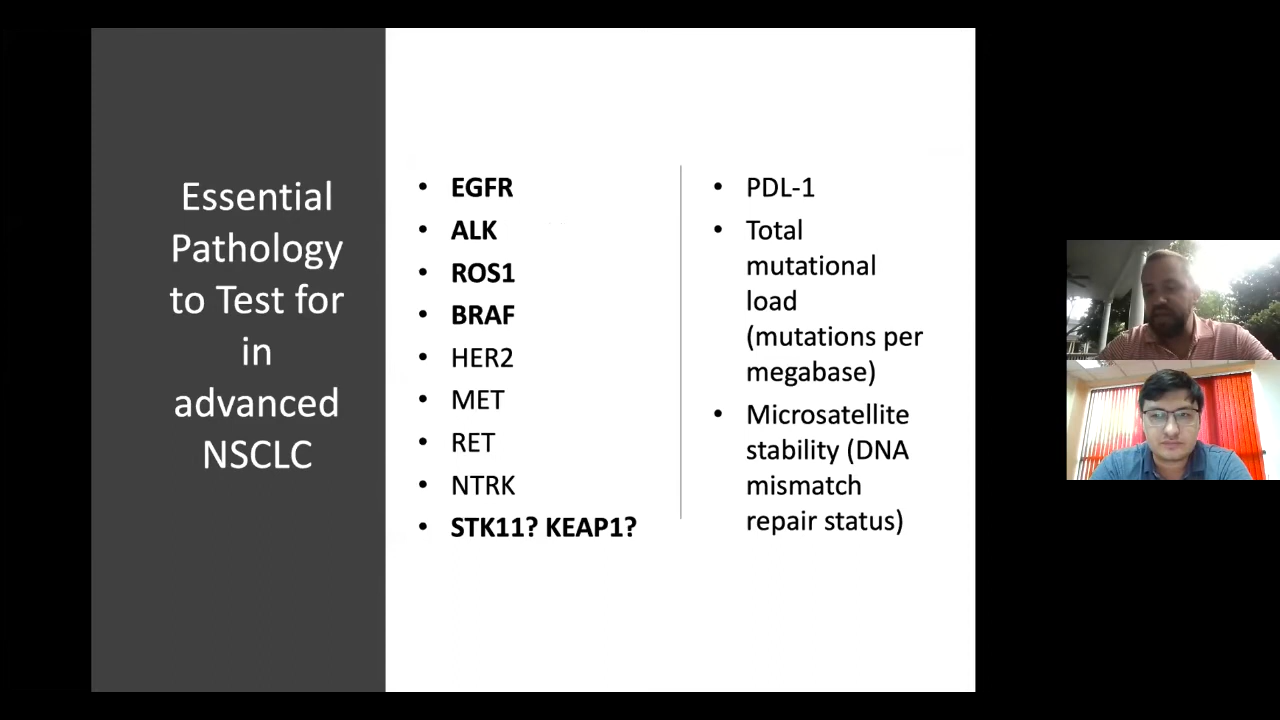 Essential
Pathology
to Test for
in
advanced
NSCLC
• EGFR
• ALK
• ROS1
• BRAF
• HER2
• MET
• RET
• NTRK
• STK11? KEAP1?
• PDL-1
• Total
mutational
load
(mutations per
megabase)
• Microsatellite
stability (DNA
mismatch
repair status)